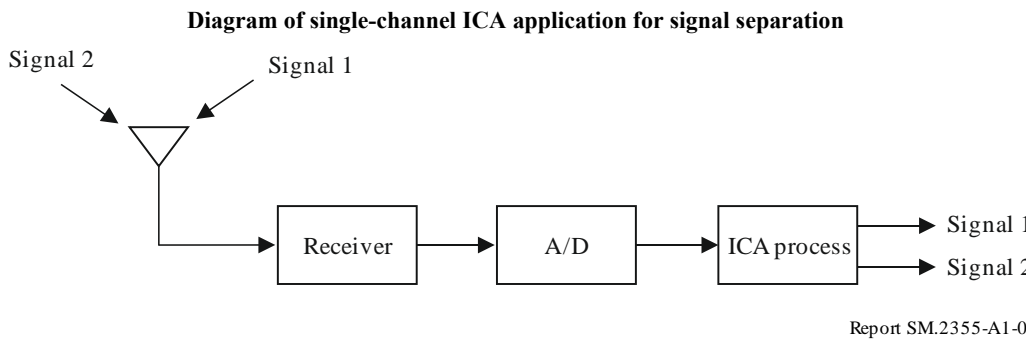 Diagram of single-channel ICA application for signal separation
Signal 2
Signal 1
Receiver
A/D
ICA process
Signal 1
Signal 2
Report SM.2355-A1-0